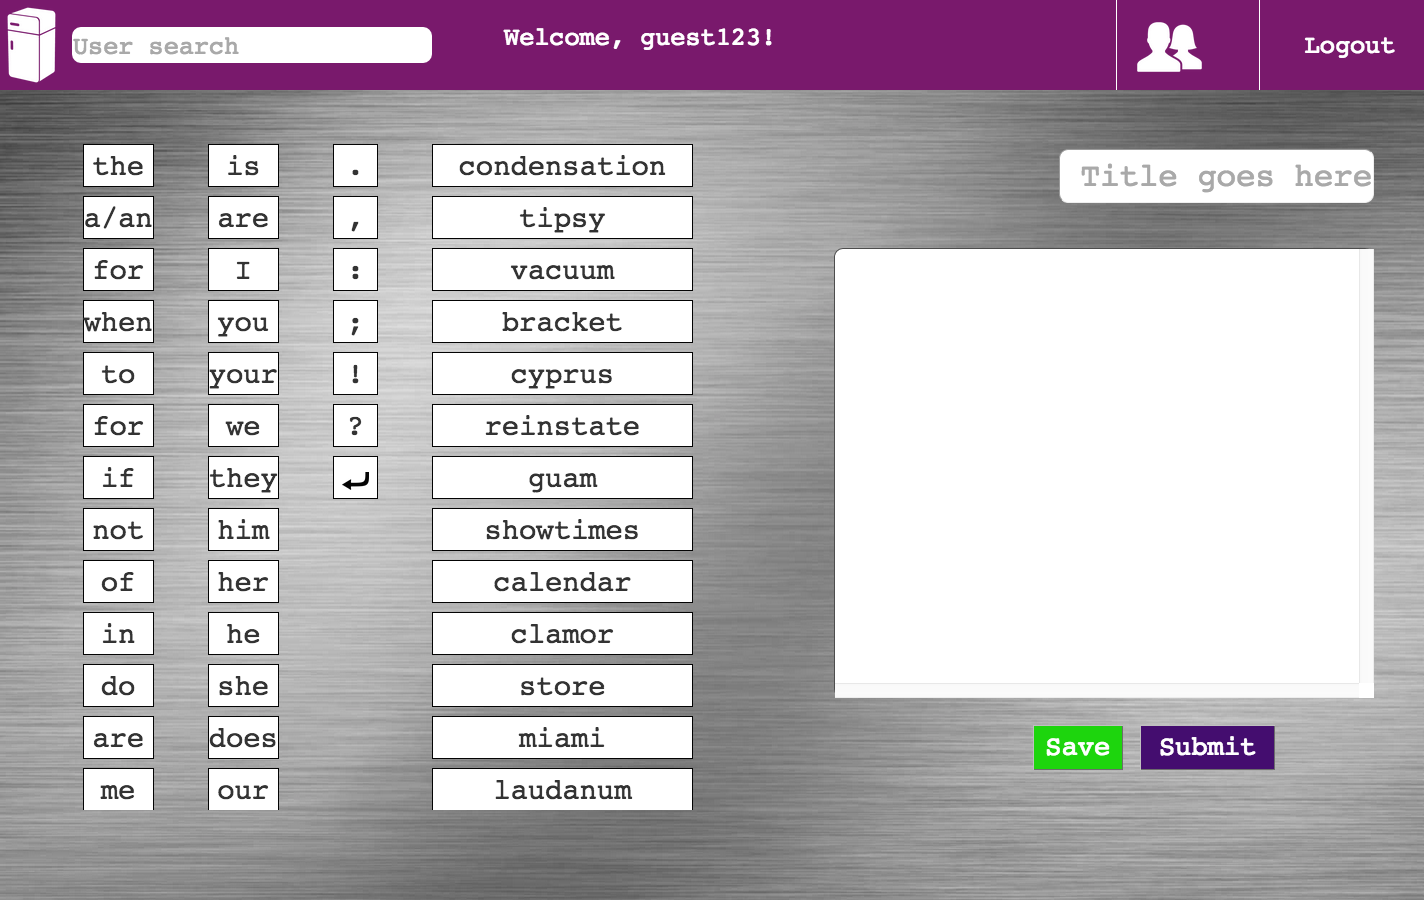 User search
Welcome, guest123!
Logout
the is . condensation
Title goes here
a/an are , tipsy
for I : vacuum
when you ; bracket
to your ! cyprus
for we ? reinstate
if they guam
not him showtimes
of her calendar
in he clamor
do she store
are does miami
Save Submit
me our laudanum